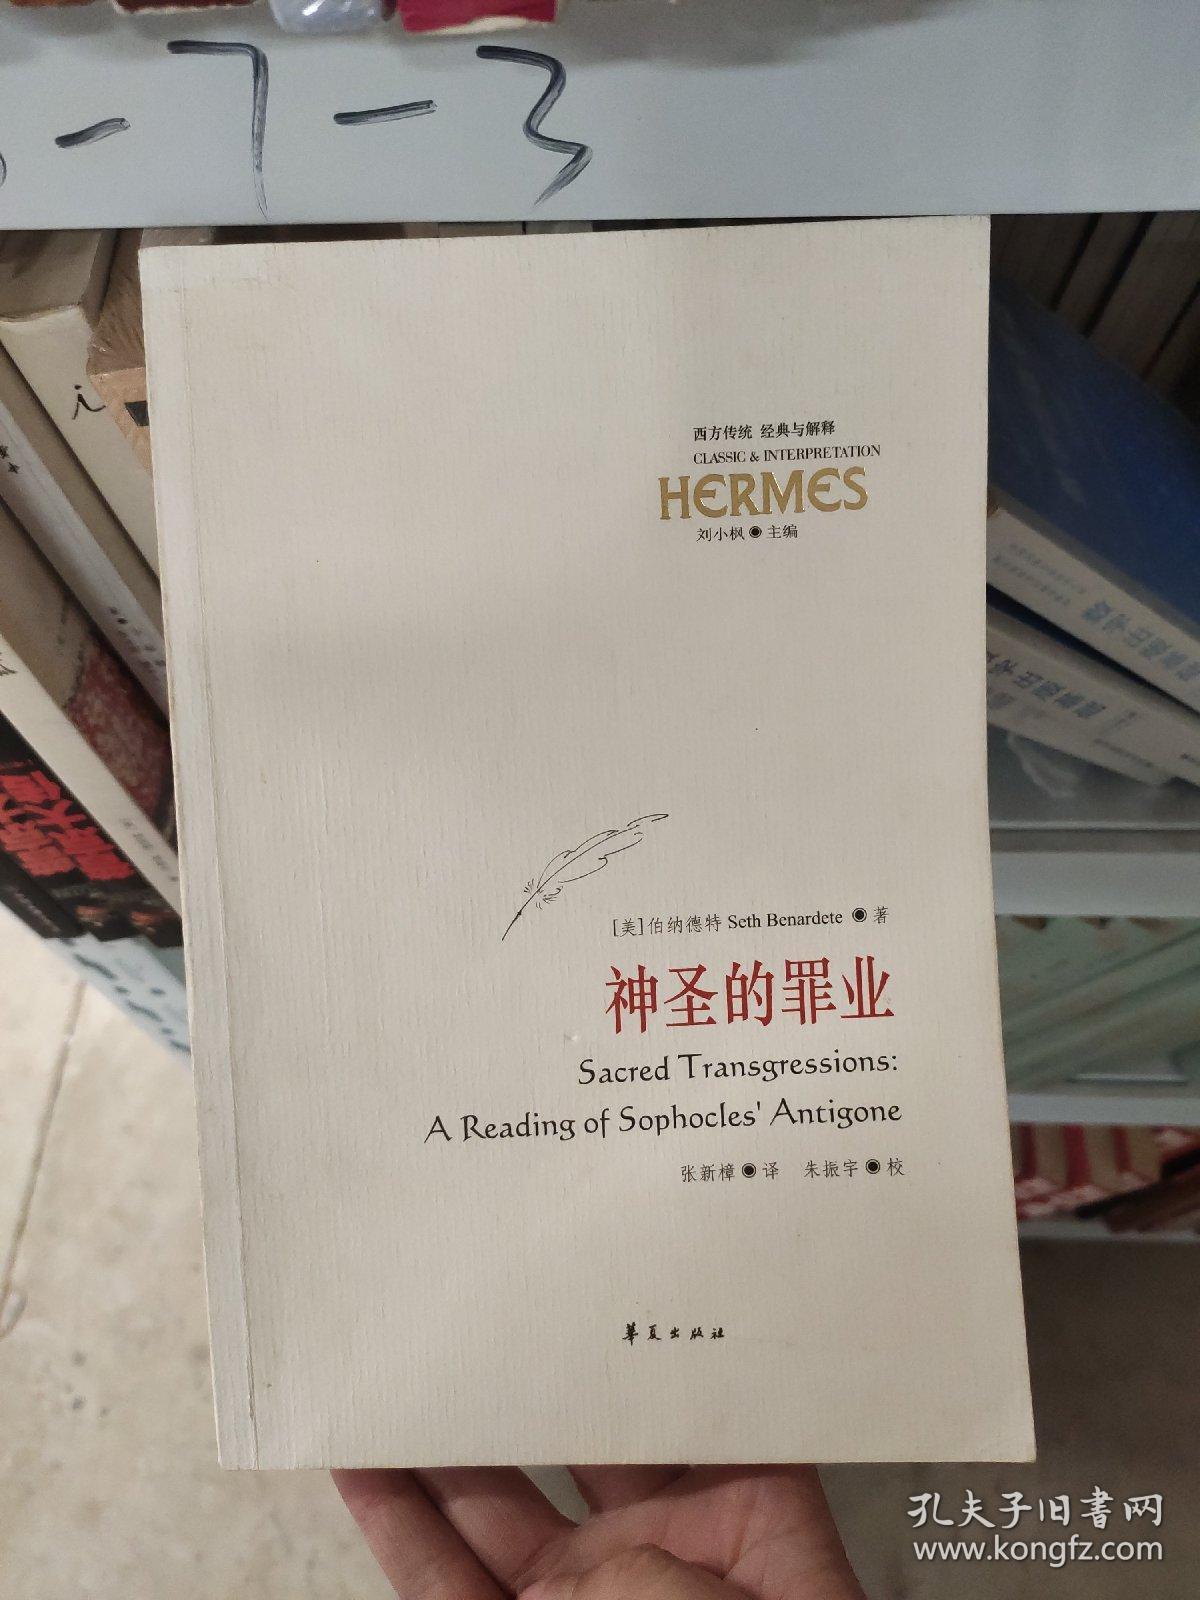 -7-3
西方传统 经典与解释
CLASSIC & INTERPRETATION
HERMES
刘小枫◉主编
[美]伯纳德特 Seth Benardete ◉著
神圣的罪业
Sacred Transgressions:
A Reading of Sophocles' Antigone
张新樟◉译 朱振宇◉校
华夏出版社
孔夫子旧书网
www.kongfz.com